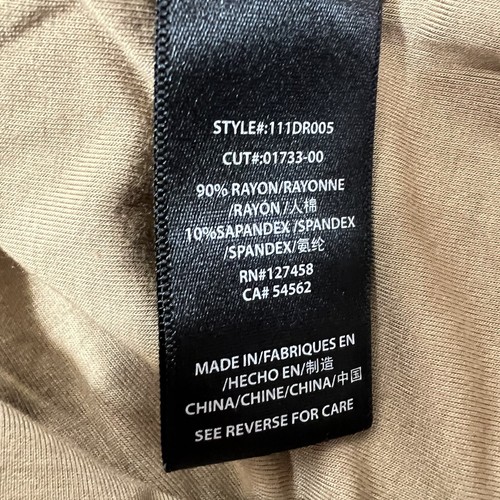 STYLE#:111DR005
CUT#:01733-00
90% RAYON/RAYONNE
/RAYON/人棉
10%SAPANDEX /SPANDEX
/SPANDEX/氨纶
RN#127458
CA# 54562
MADE IN/FABRIQUES EN
/HECHO EN/制造
CHINA/CHINE/CHINA/中国
SEE REVERSE FOR CARE